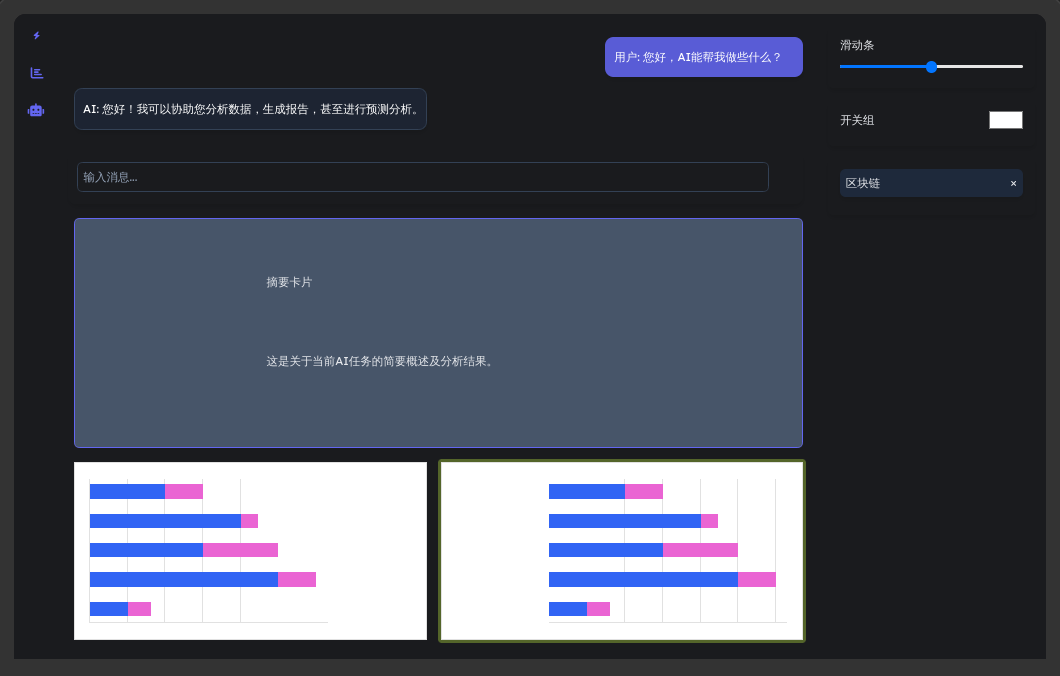 用户: 您好，AI能帮我做些什么？
AI: 您好！我可以协助您分析数据，生成报告，甚至进行预测分析。
输入消息...
摘要卡片
这是关于当前AI任务的简要概述及分析结果。
滑动条
开关组
区块链 ×